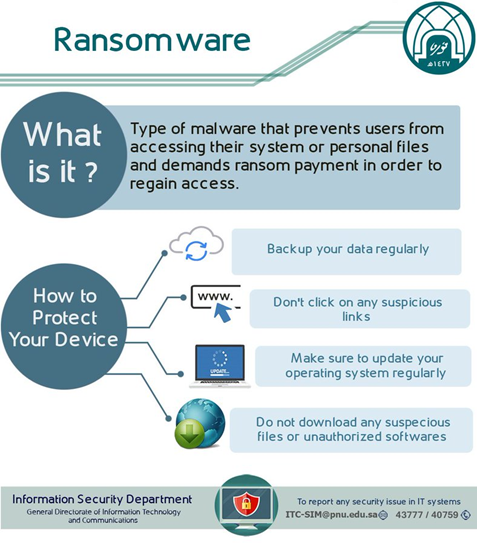 Ransomware
نورة
١٤٢٧هـ
What
is it ?
Type of malware that prevents users from
accessing their system or personal files
and demands ransom payment in order to
regain access.
How to
Protect
Your Device
Backup your data regularly
www.
Don't click on any suspicious
links
UPDATE...
Make sure to update your
operating system regularly
Do not download any suspecious
files or unauthorized softwares
Information Security Department
General Directorate of Information Technology
and Communications
To report any security issue in IT systems
ITC-SIM@pnu.edu.sa
43777 / 40759